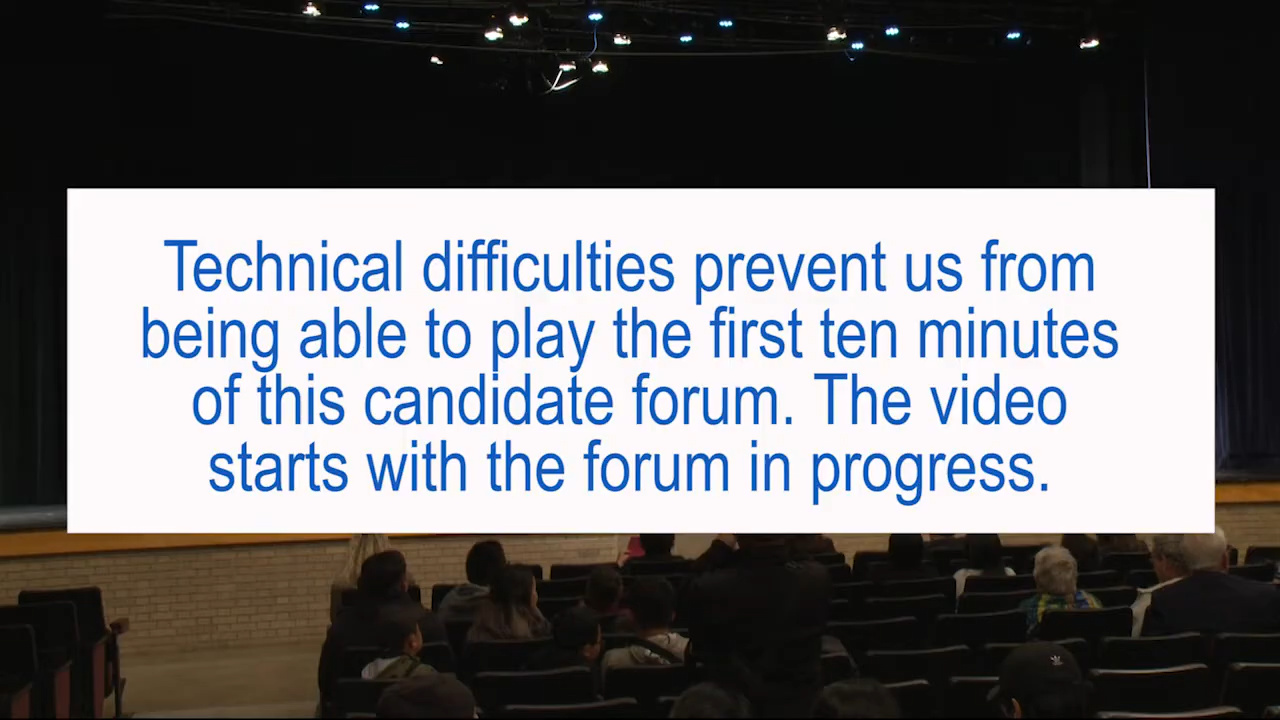 Technical difficulties prevent us from
being able to play the first ten minutes
of this candidate forum. The video
starts with the forum in progress.